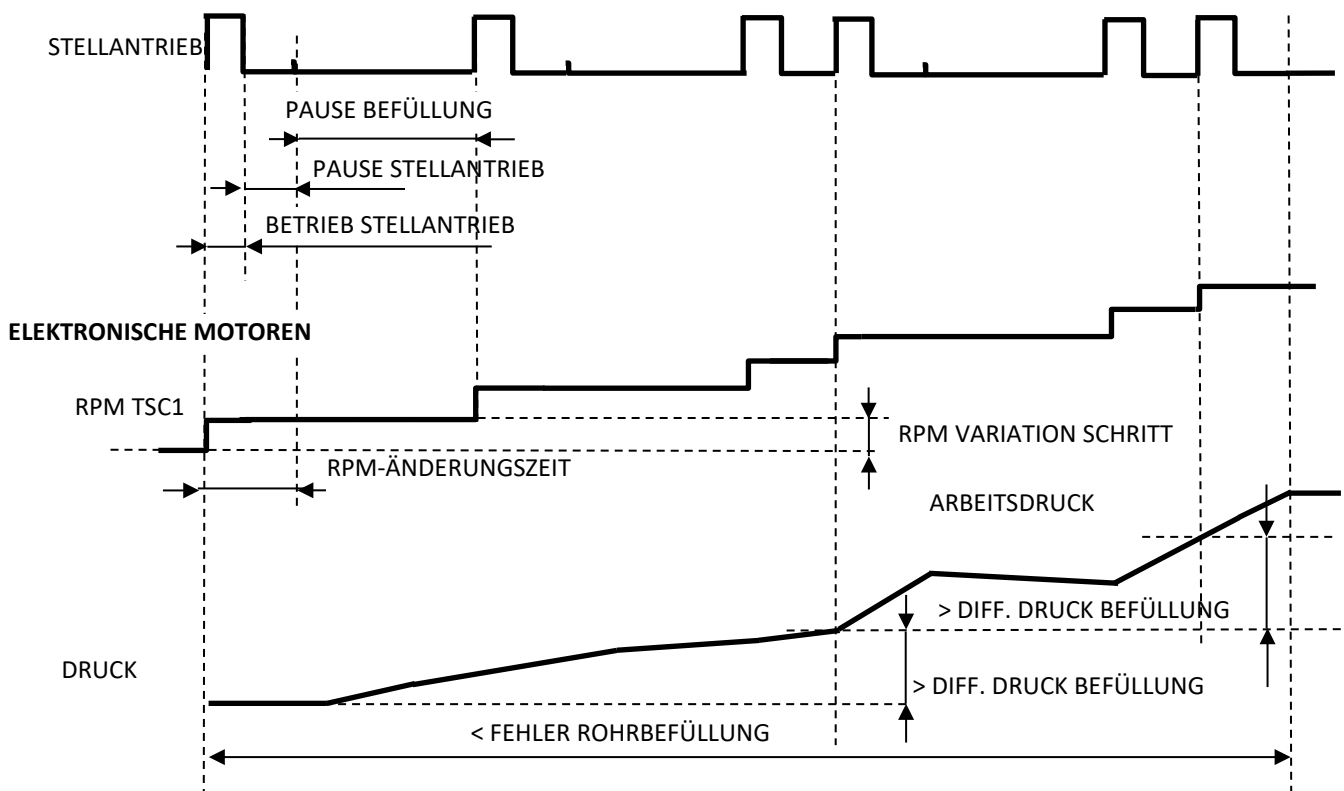 STELLANTRIEB
PAUSE BEFÜLLUNG
PAUSE STELLANTRIEB
BETRIEB STELLANTRIEB
ELEKTRONISCHE MOTOREN
RPM TSC1
RPM VARIATION SCHRITT
RPM-ÄNDERUNGSZEIT
ARBEITSDRUCK
> DIFF. DRUCK BEFÜLLUNG
DRUCK
> DIFF. DRUCK BEFÜLLUNG
< FEHLER ROHRBEFÜLLUNG